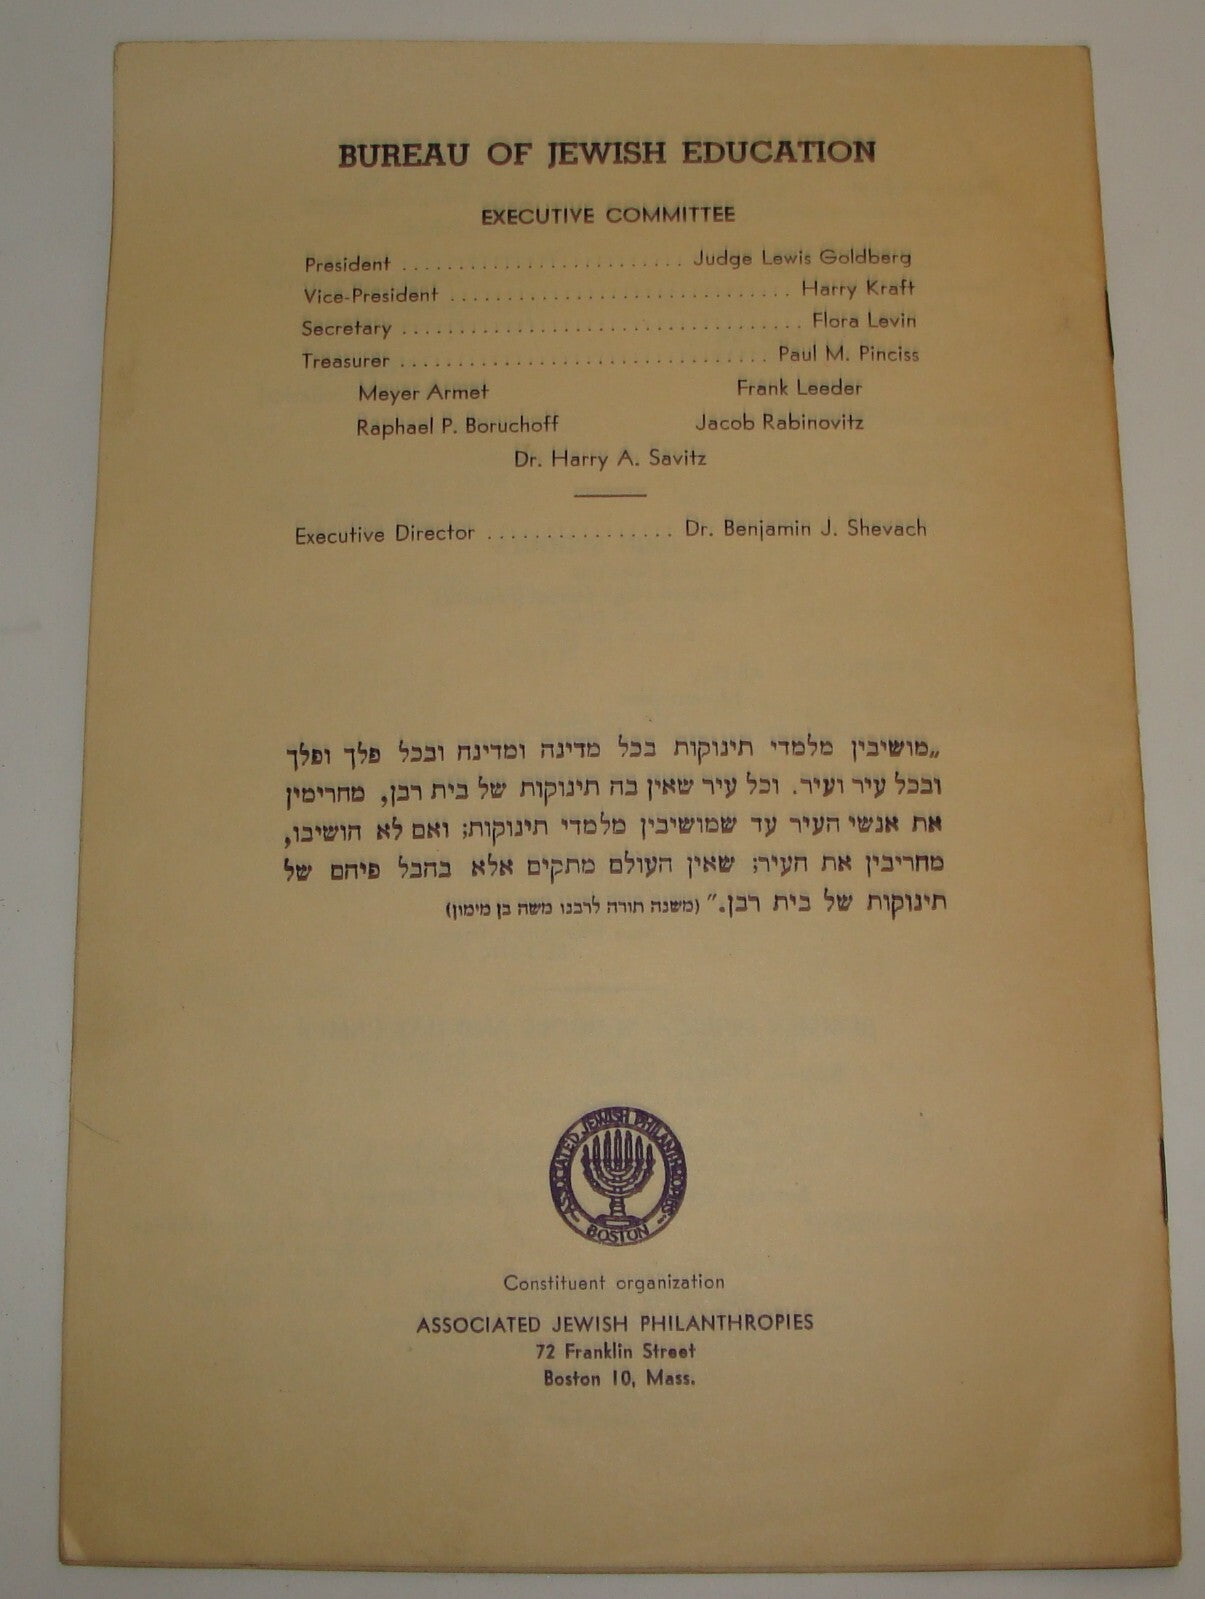 BUREAU OF JEWISH EDUCATION
EXECUTIVE COMMITTEE
President ........................ Judge Lewis Goldberg
Vice-President .............................. Harry Kraft
Secretary .................................. Flora Levin
Treasurer ................................ Paul M. Pinciss
Meyer Armet Frank Leeder
Raphael P. Boruchoff Jacob Rabinovitz
Dr. Harry A. Savitz
Executive Director ................ Dr. Benjamin J. Shevach
„מושיבין מלמדי תינוקות בכל מדינה ומדינה ובכל פלך ופלך
ובכל עיר ועיר. וכל עיר שאין בה תינוקות של בית רבן, מחרימין
את אנשי העיר עד שמושיבין מלמדי תינוקות; ואם לא הושיבו,
מחריבין את העיר; שאין העולם מתקים אלא בהבל פיהם של
תינוקות של בית רבן.” (משנה תורה לרבנו משה בן מימון)
ASSOCIATED JEWISH PHILANTHROPIES
BOSTON
Constituent organization
ASSOCIATED JEWISH PHILANTHROPIES
72 Franklin Street
Boston 10, Mass.